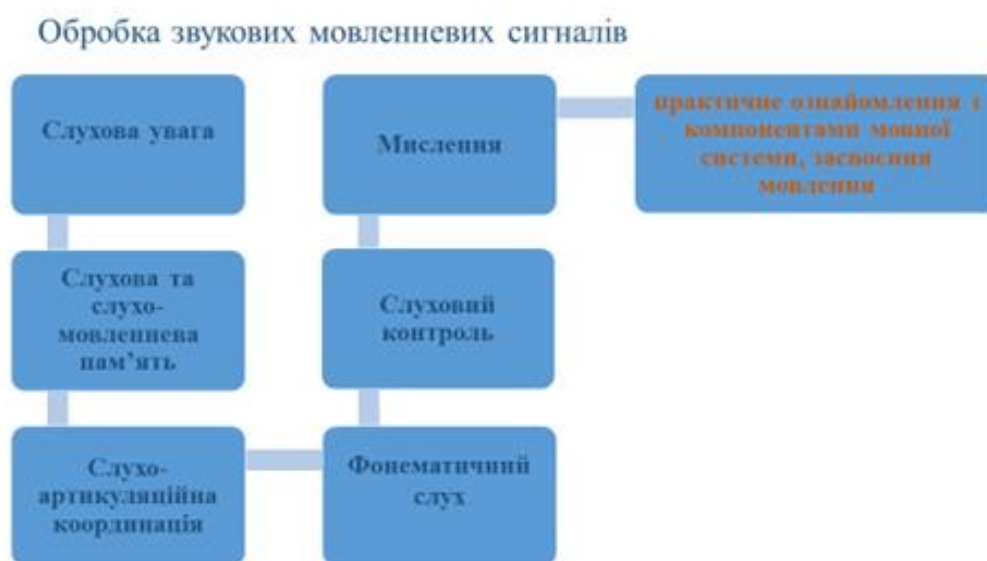 Обробка звукових мовленнєвих сигналів
Слухова увага
Слухова та
слухо-
мовленнєва
пам’ять
Слухо-
артикуляційна
координація
Фонематичний
слух
Слуховий
контроль
Мислення
практичне ознайомлення з
компонентами мовної
системи, засвоєння
мовлення